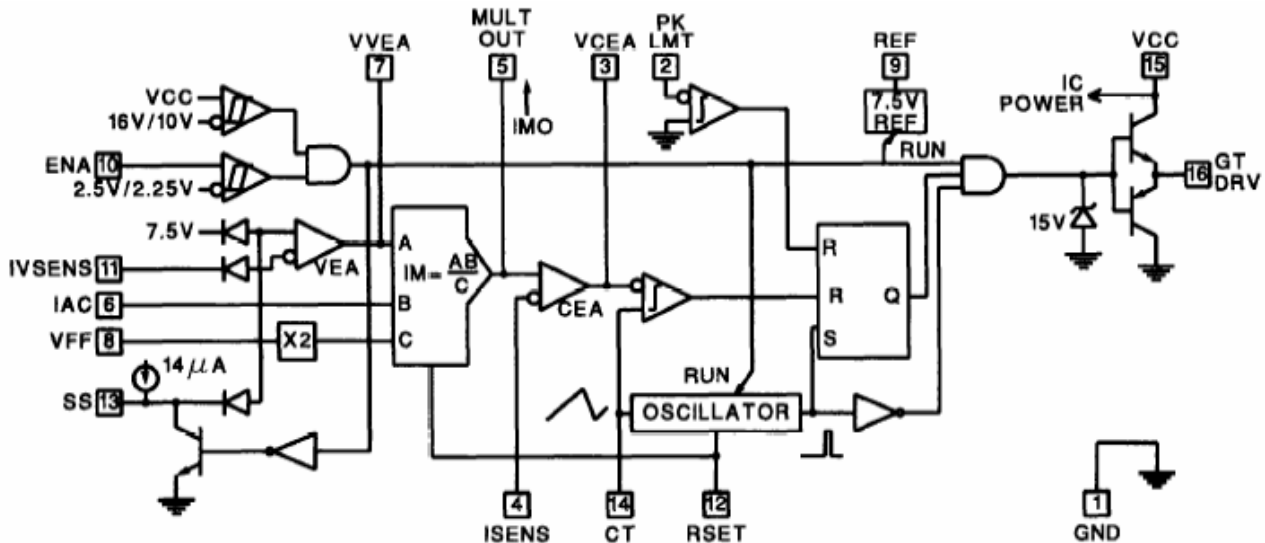 VVEA
7
MULT
OUT
5
IMO
VCEA
3
PK
LMT
2
REF
9
7.5V
REF
RUN
VCC
15
IC
POWER
VCC
16V/10V
ENA 10
2.5V/2.25V
7.5V
IVSENS 11
VEA
IAC 6
VFF 8
X2
14 μA
SS 13
A
B
C
IM= AB/C
CEA
R
R
S
Q
RUN
OSCILLATOR
15V
16 GT
DRV
4
ISENS
14
CT
12
RSET
1
GND